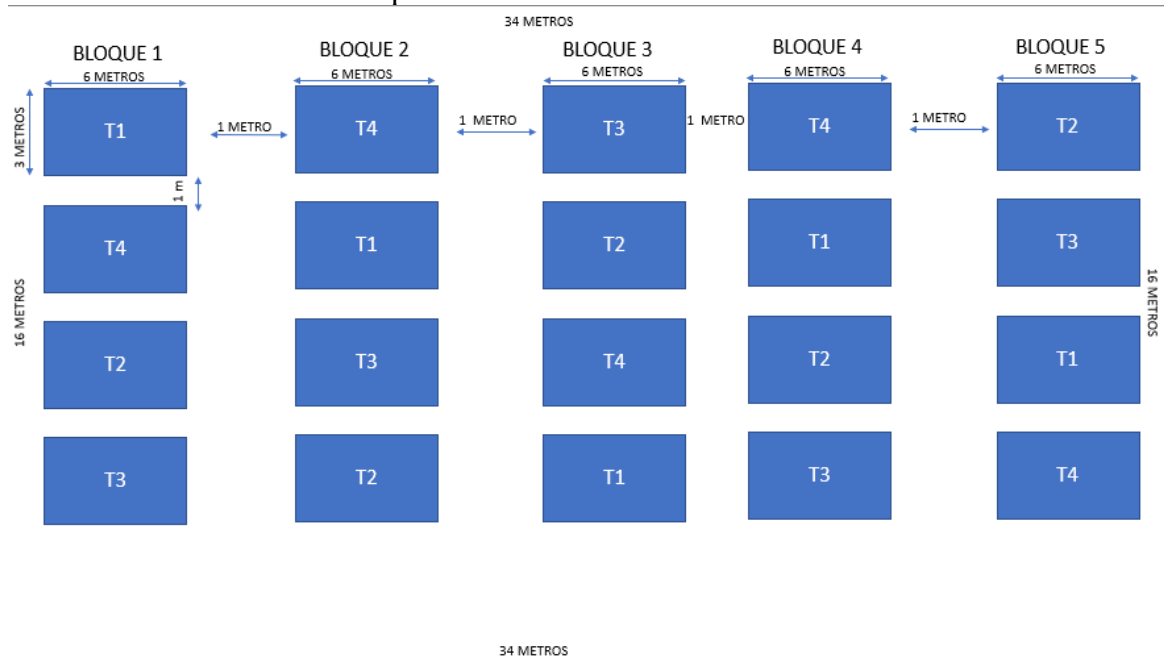 34 METROS
BLOQUE 1 BLOQUE 2 BLOQUE 3 BLOQUE 4 BLOQUE 5
6 METROS 6 METROS 6 METROS 6 METROS 6 METROS
3 METROS
T1 1 METRO T4 1 METRO T3 1 METRO T4 1 METRO T2
1 m
T4 T1 T2 T1 T3
16 METROS 16 METROS
T2 T3 T4 T2 T1
T3 T2 T1 T3 T4
34 METROS